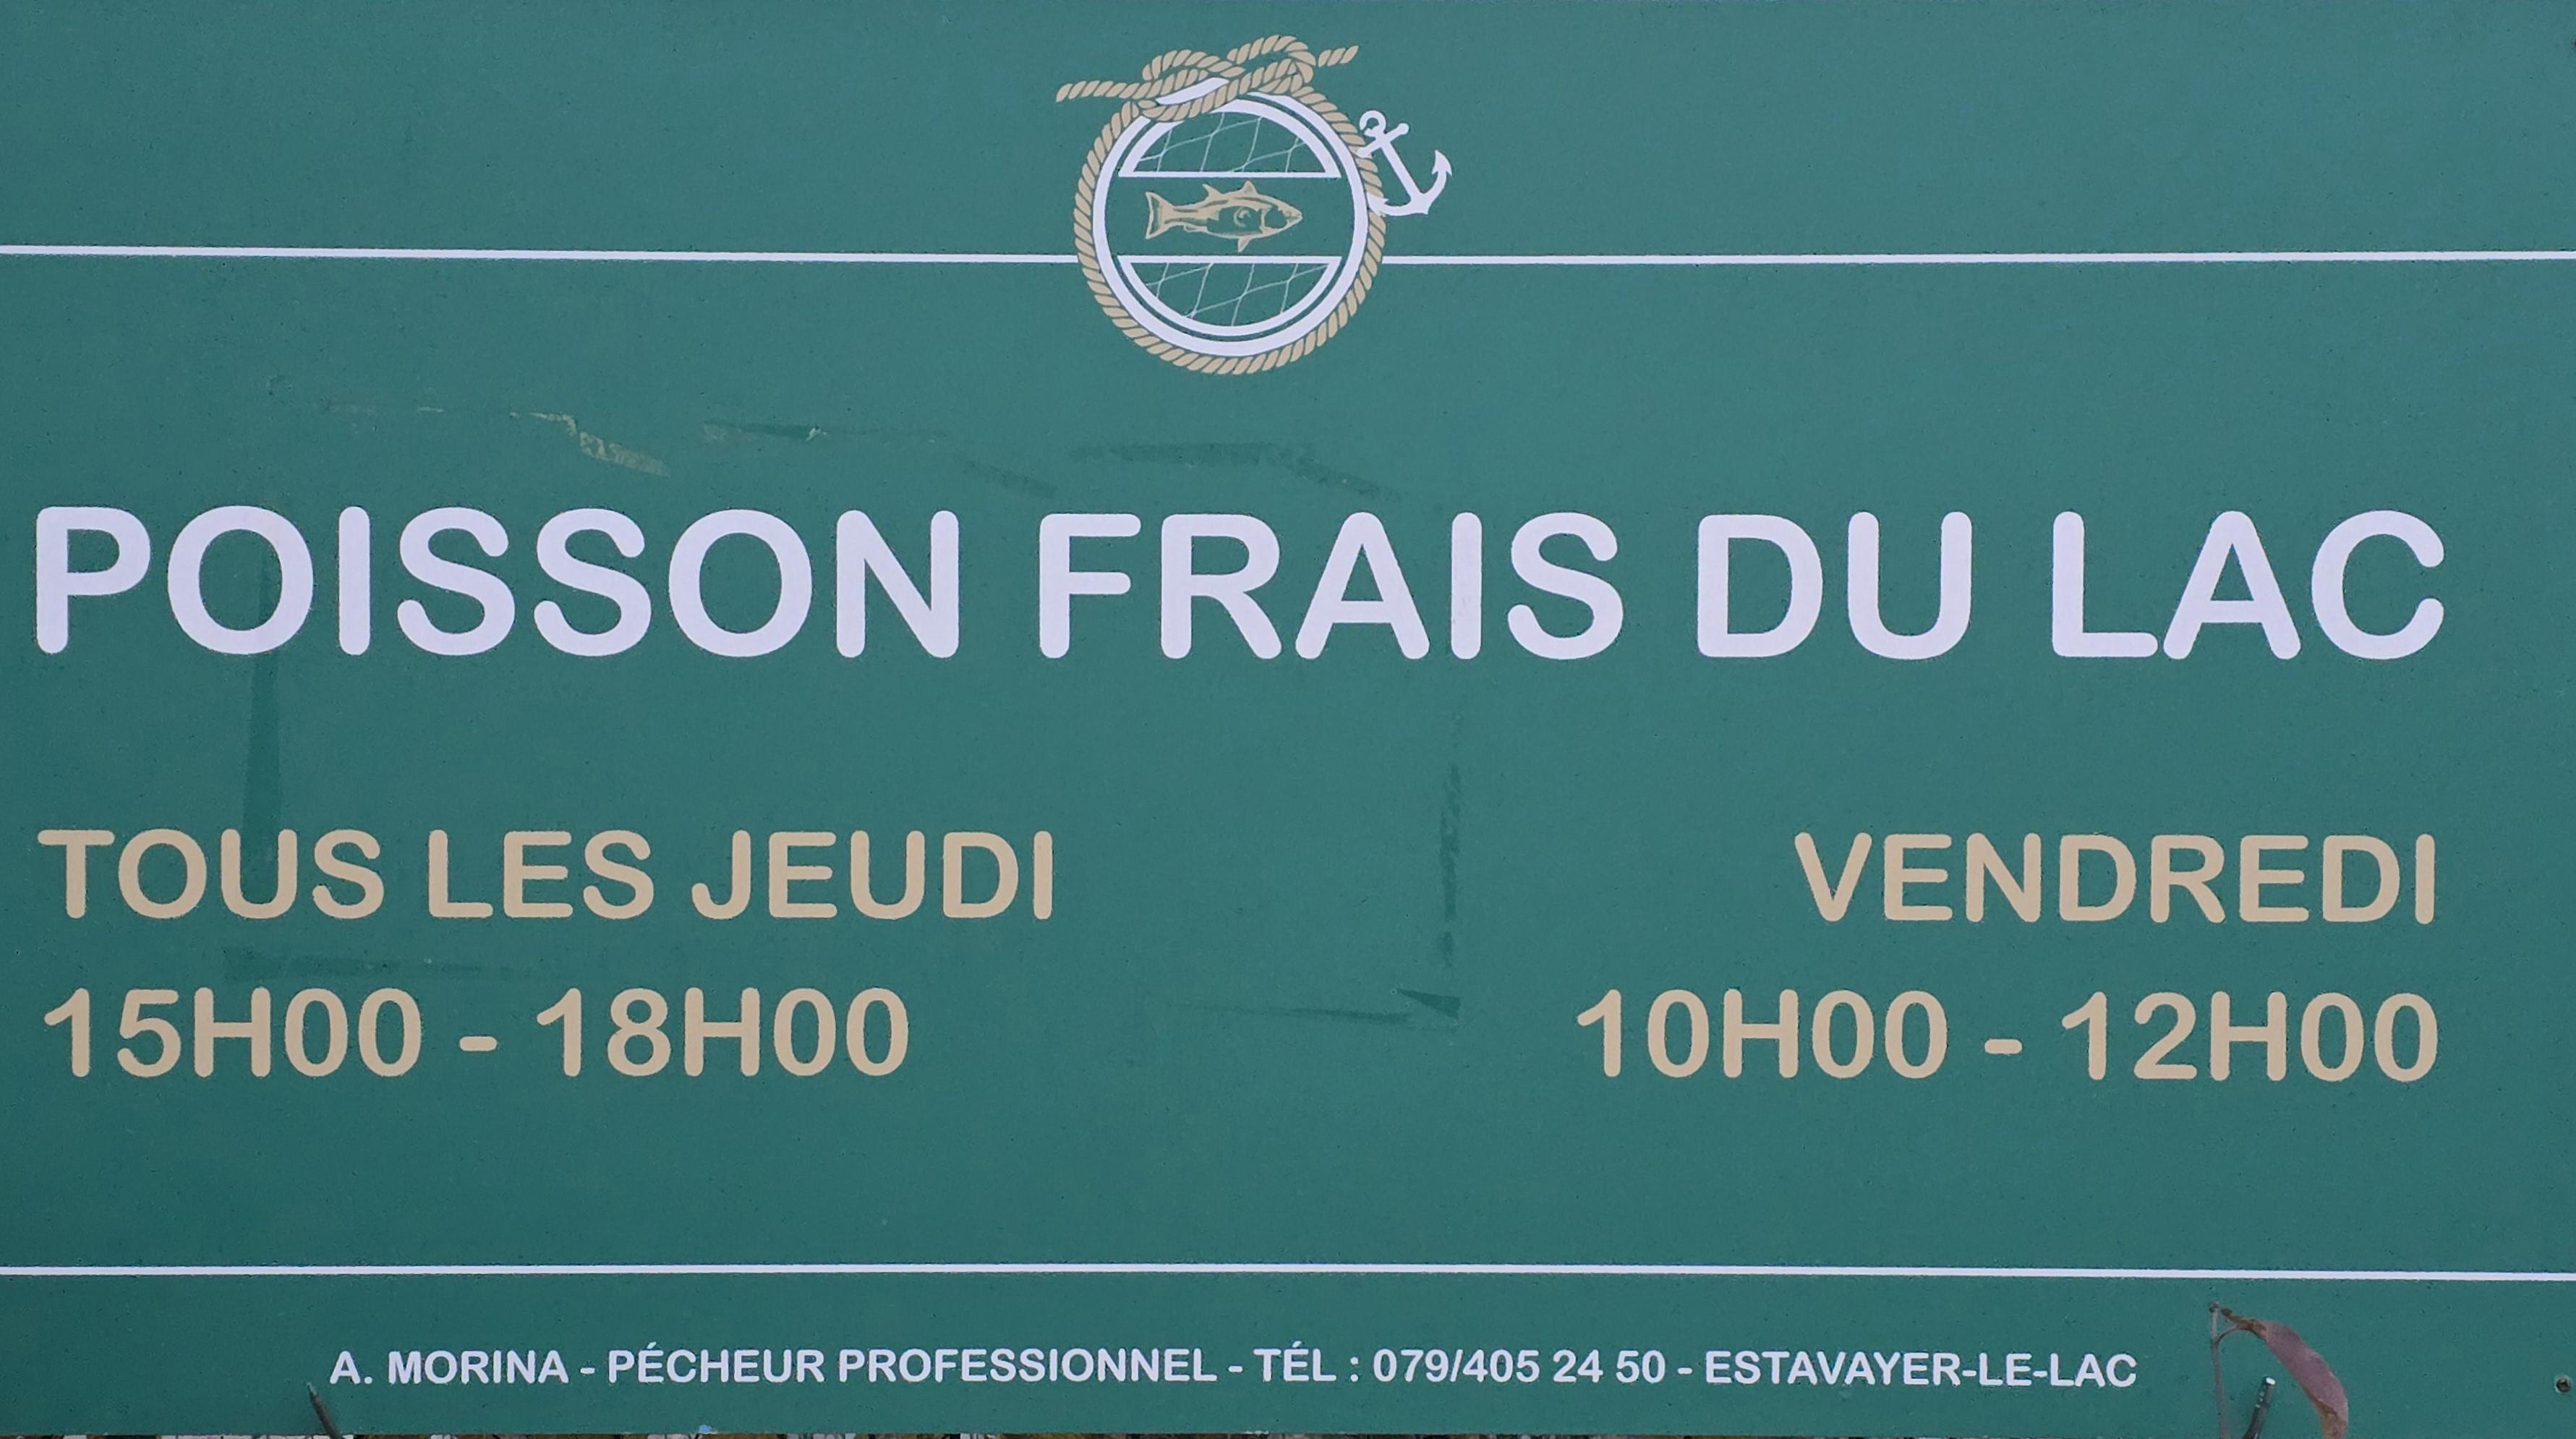 POISSON FRAIS DU LAC
TOUS LES JEUDI
15H00 - 18H00
VENDREDI
10H00 - 12H00
A. MORINA - PÉCHEUR PROFESSIONNEL - TÉL : 079/405 24 50 - ESTAVAYER-LE-LAC